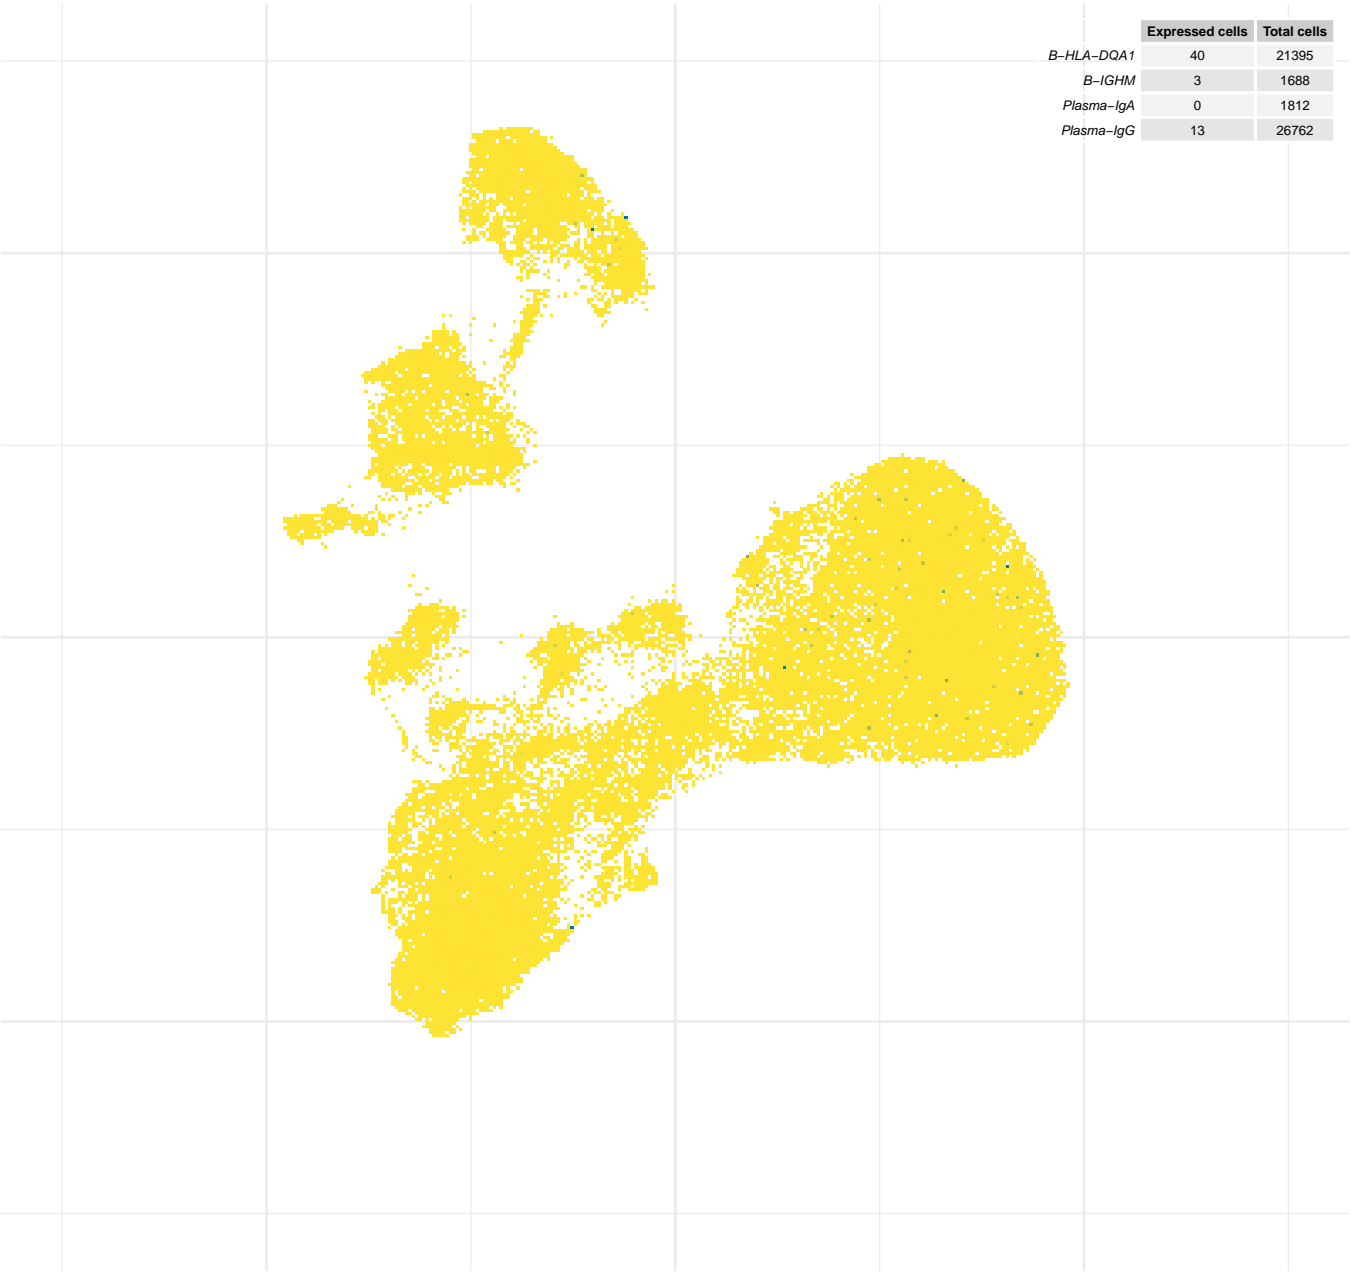 Expressed cells Total cells
B−HLA−DQA1 40 21395
B−IGHM 3 1688
Plasma−IgA 0 1812
Plasma−IgG 13 26762